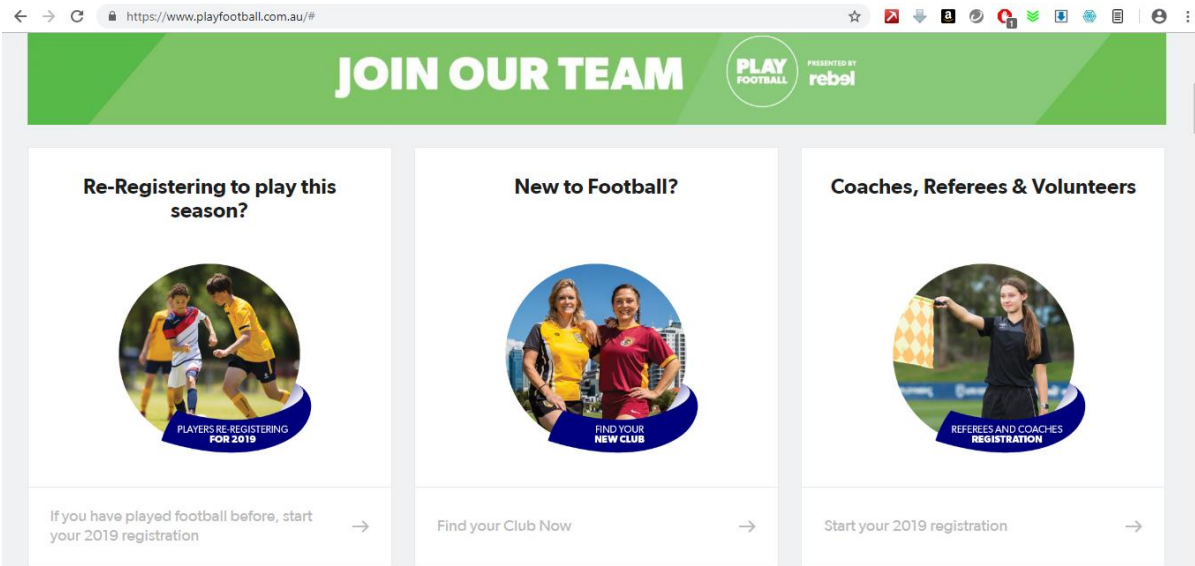 https://www.playfootball.com.au/#
1
JOIN OUR TEAM
PLAY
FOOTBALL
PRESENTED BY
rebel
Re-Registering to play this
season?
PLAYERS RE-REGISTERING
FOR 2019
If you have played football before, start
your 2019 registration
New to Football?
FIND YOUR
NEW CLUB
Find your Club Now
Coaches, Referees & Volunteers
REFEREES AND COACHES
REGISTRATION
Start your 2019 registration